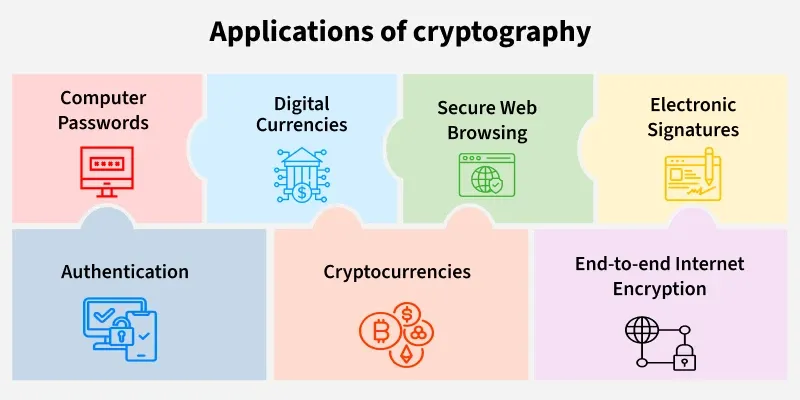 Applications of cryptography
Computer
Passwords
Digital
Currencies
Secure Web
Browsing
Electronic
Signatures
Authentication
Cryptocurrencies
End-to-end Internet
Encryption